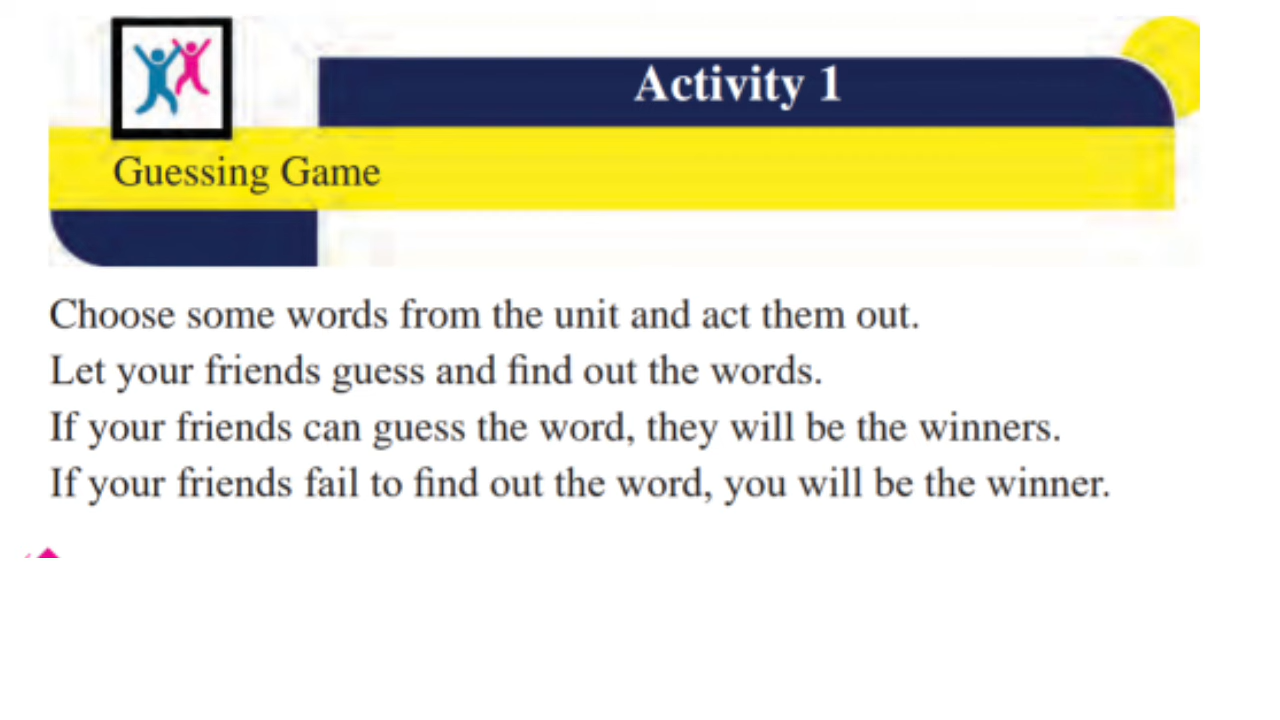 Activity 1
Guessing Game
Choose some words from the unit and act them out.
Let your friends guess and find out the words.
If your friends can guess the word, they will be the winners.
If your friends fail to find out the word, you will be the winner.